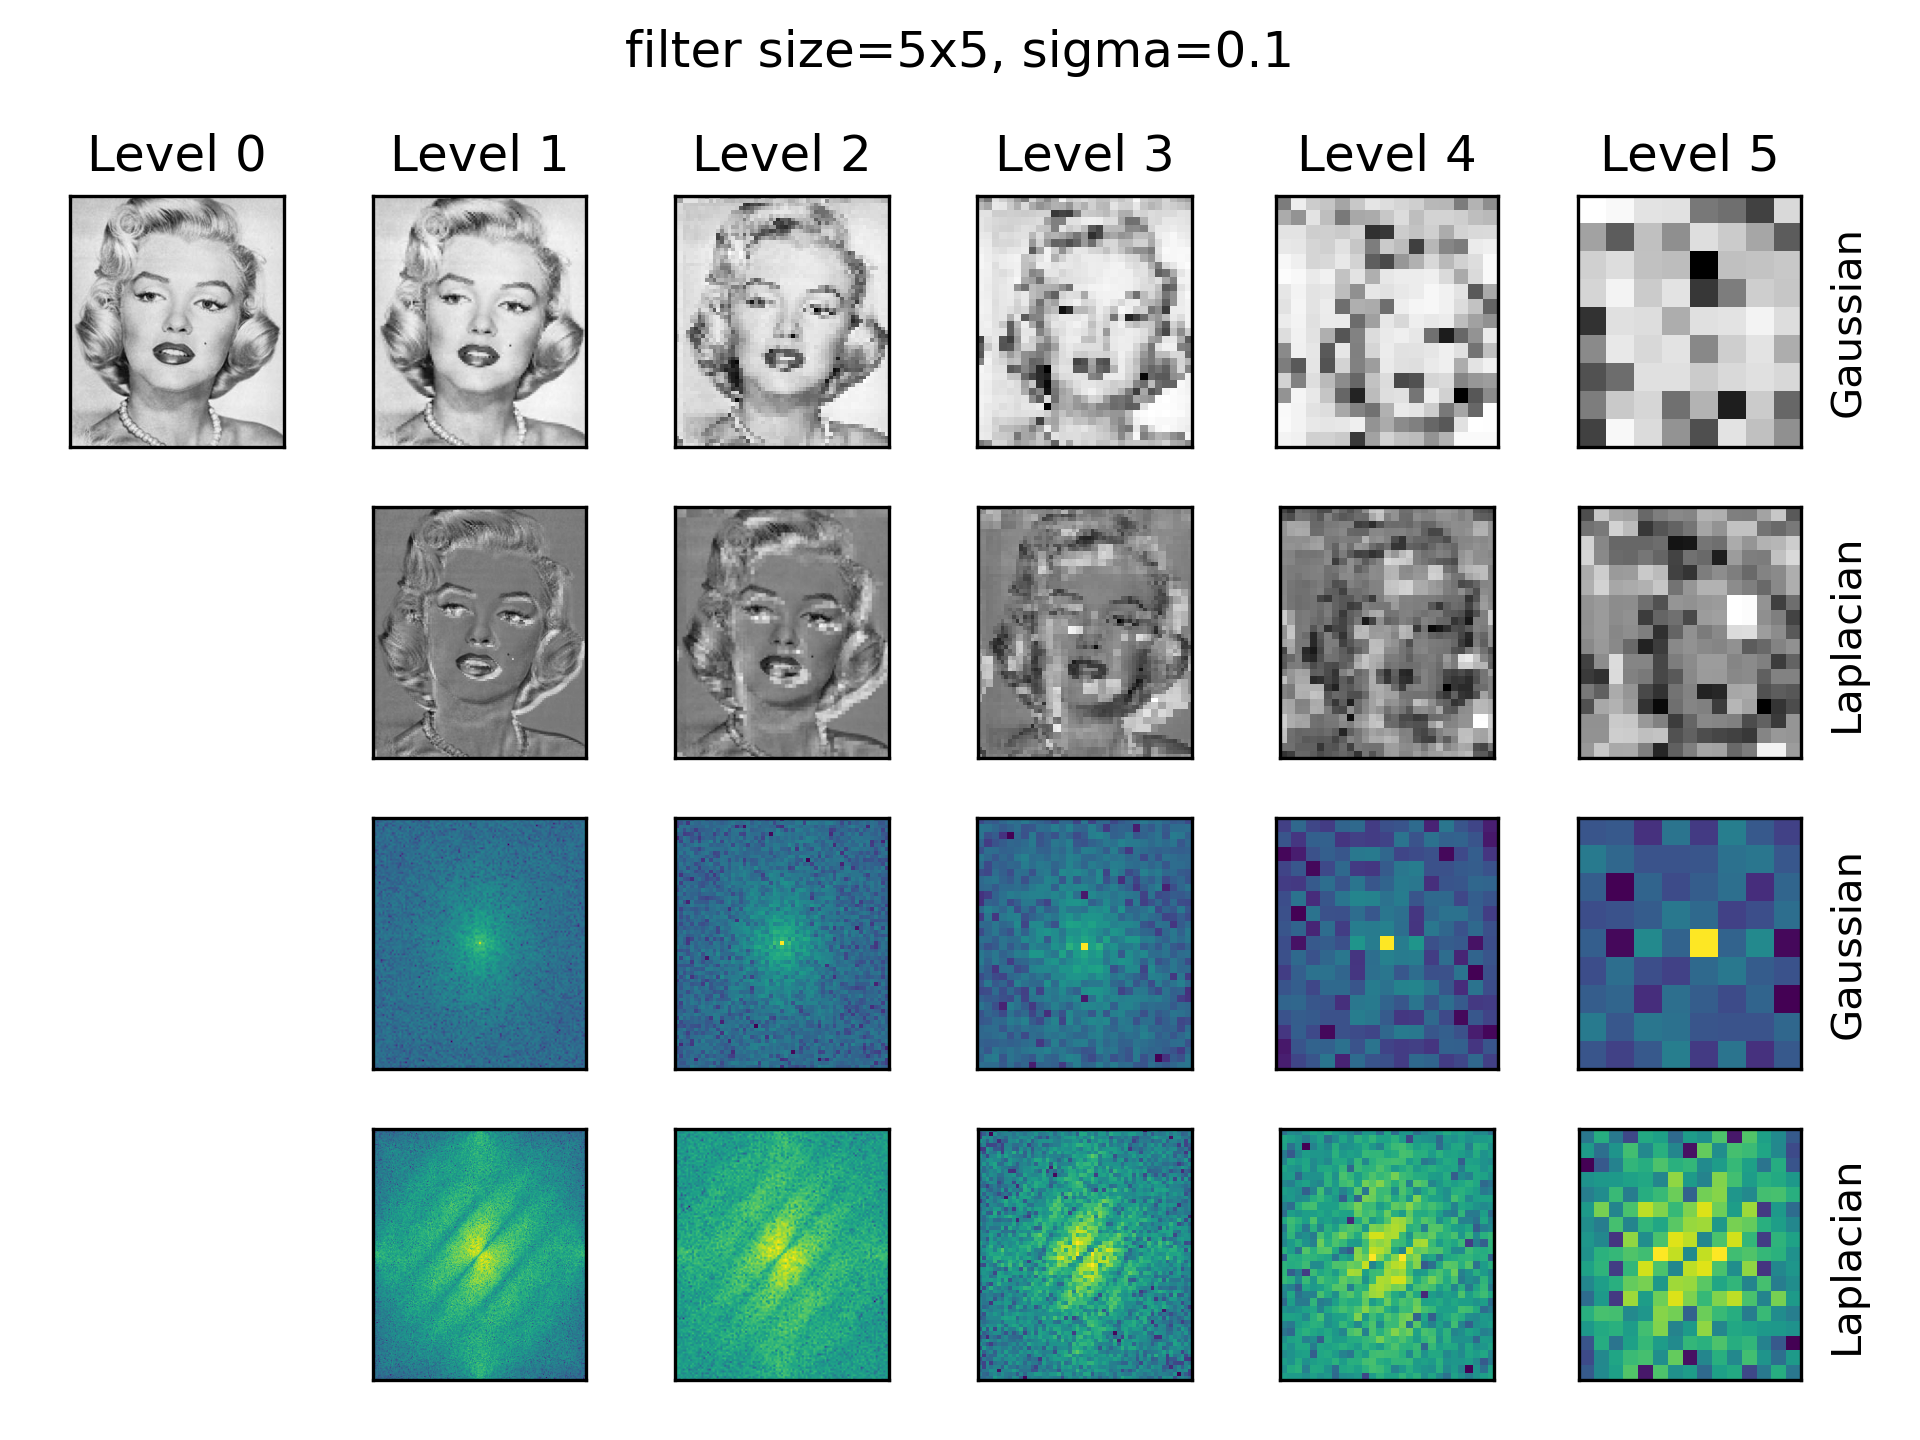 filter size=5x5, sigma=0.1
Level 0
Level 1
Level 2
Level 3
Level 4
Level 5
Gaussian
Laplacian
Gaussian
Laplacian